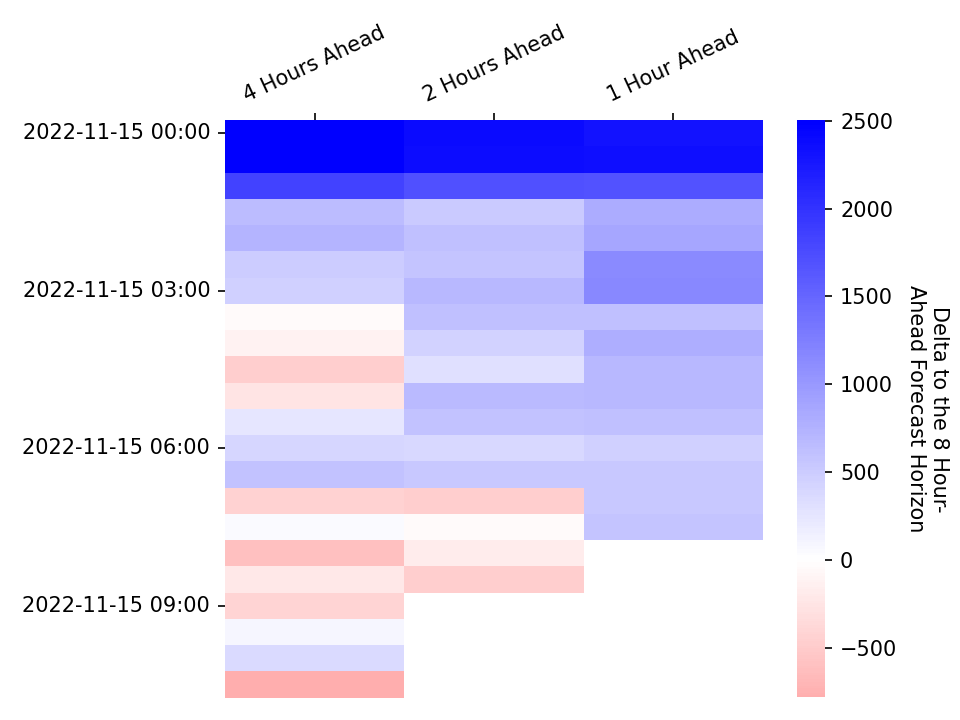 4 Hours Ahead
2 Hours Ahead
1 Hour Ahead
2022-11-15 00:00
2022-11-15 03:00
2022-11-15 06:00
2022-11-15 09:00
2500
2000
1500
1000
500
0
−500
Delta to the 8 Hour-
Ahead Forecast Horizon